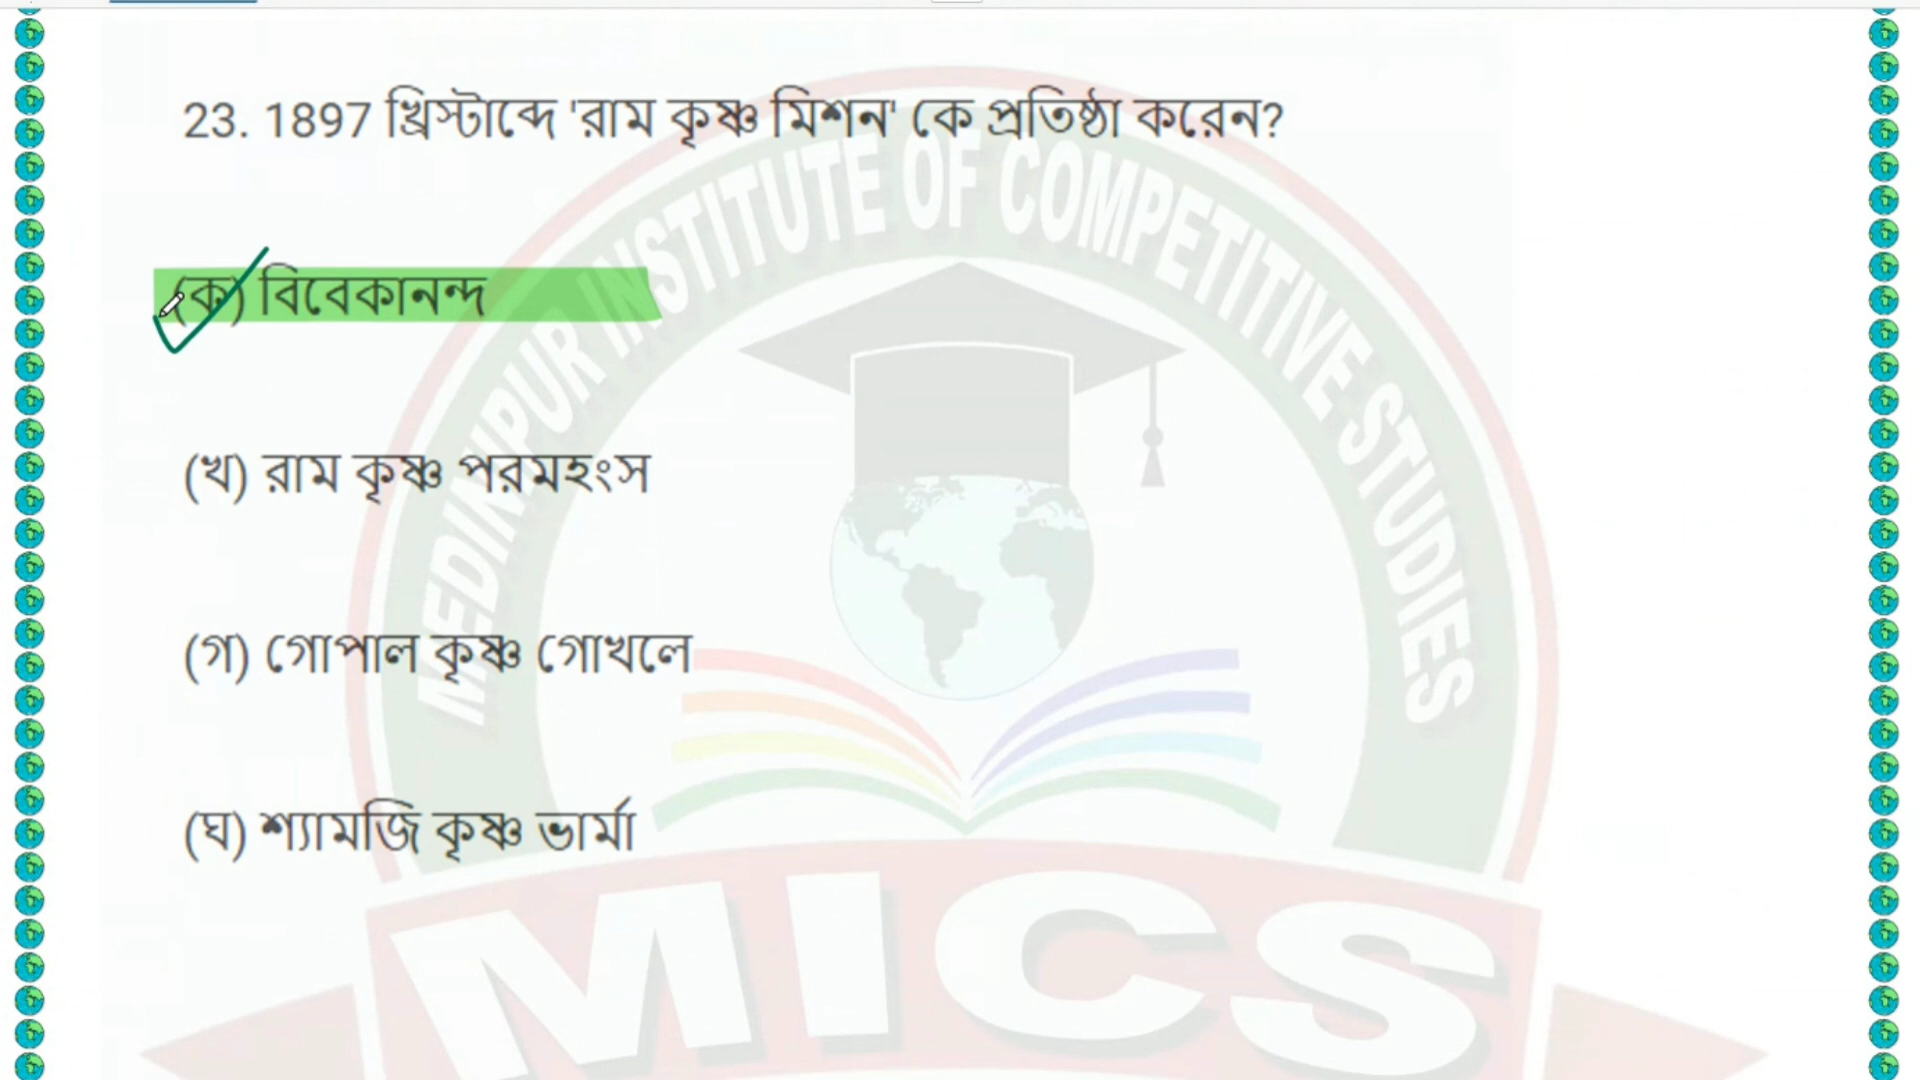 23. 1897 খ্রিস্টাব্দে 'রাম কৃষ্ণ মিশন' কে প্রতিষ্ঠা করেন?
(ক) বিবেকানন্দ
(খ) রাম কৃষ্ণ পরমহংস
(গ) গোপাল কৃষ্ণ গোখলে
(ঘ) শ্যামজি কৃষ্ণ ভার্মা
MEDINIPUR INSTITUTE OF COMPETITIVE STUDIES
MICS